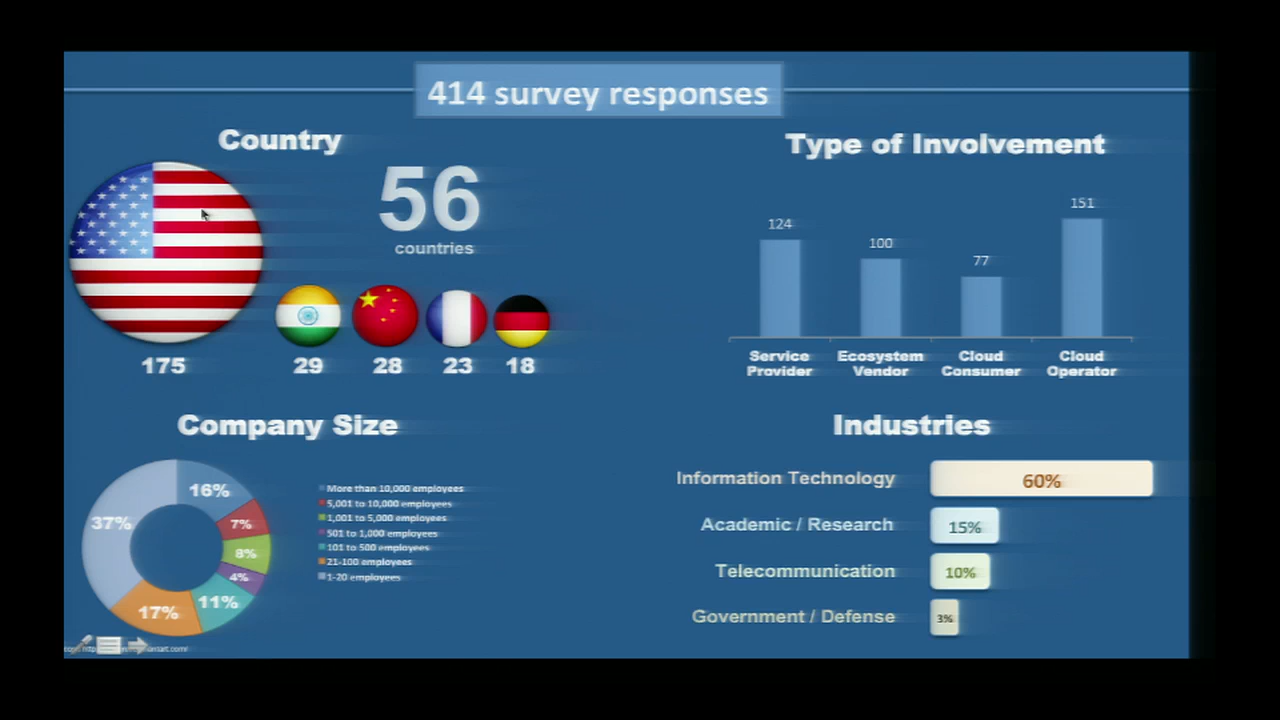 414 survey responses
Country
56
countries
175
29
28
23
18
Type of Involvement
124
100
77
151
Service
Provider
Ecosystem
Vendor
Cloud
Consumer
Cloud
Operator
Company Size
16%
7%
8%
4%
11%
17%
37%
More than 10,000 employees
5,001 to 10,000 employees
1,001 to 5,000 employees
501 to 1,000 employees
101 to 500 employees
21-100 employees
1-20 employees
Industries
Information Technology 60%
Academic / Research 15%
Telecommunication 10%
Government / Defense 3%